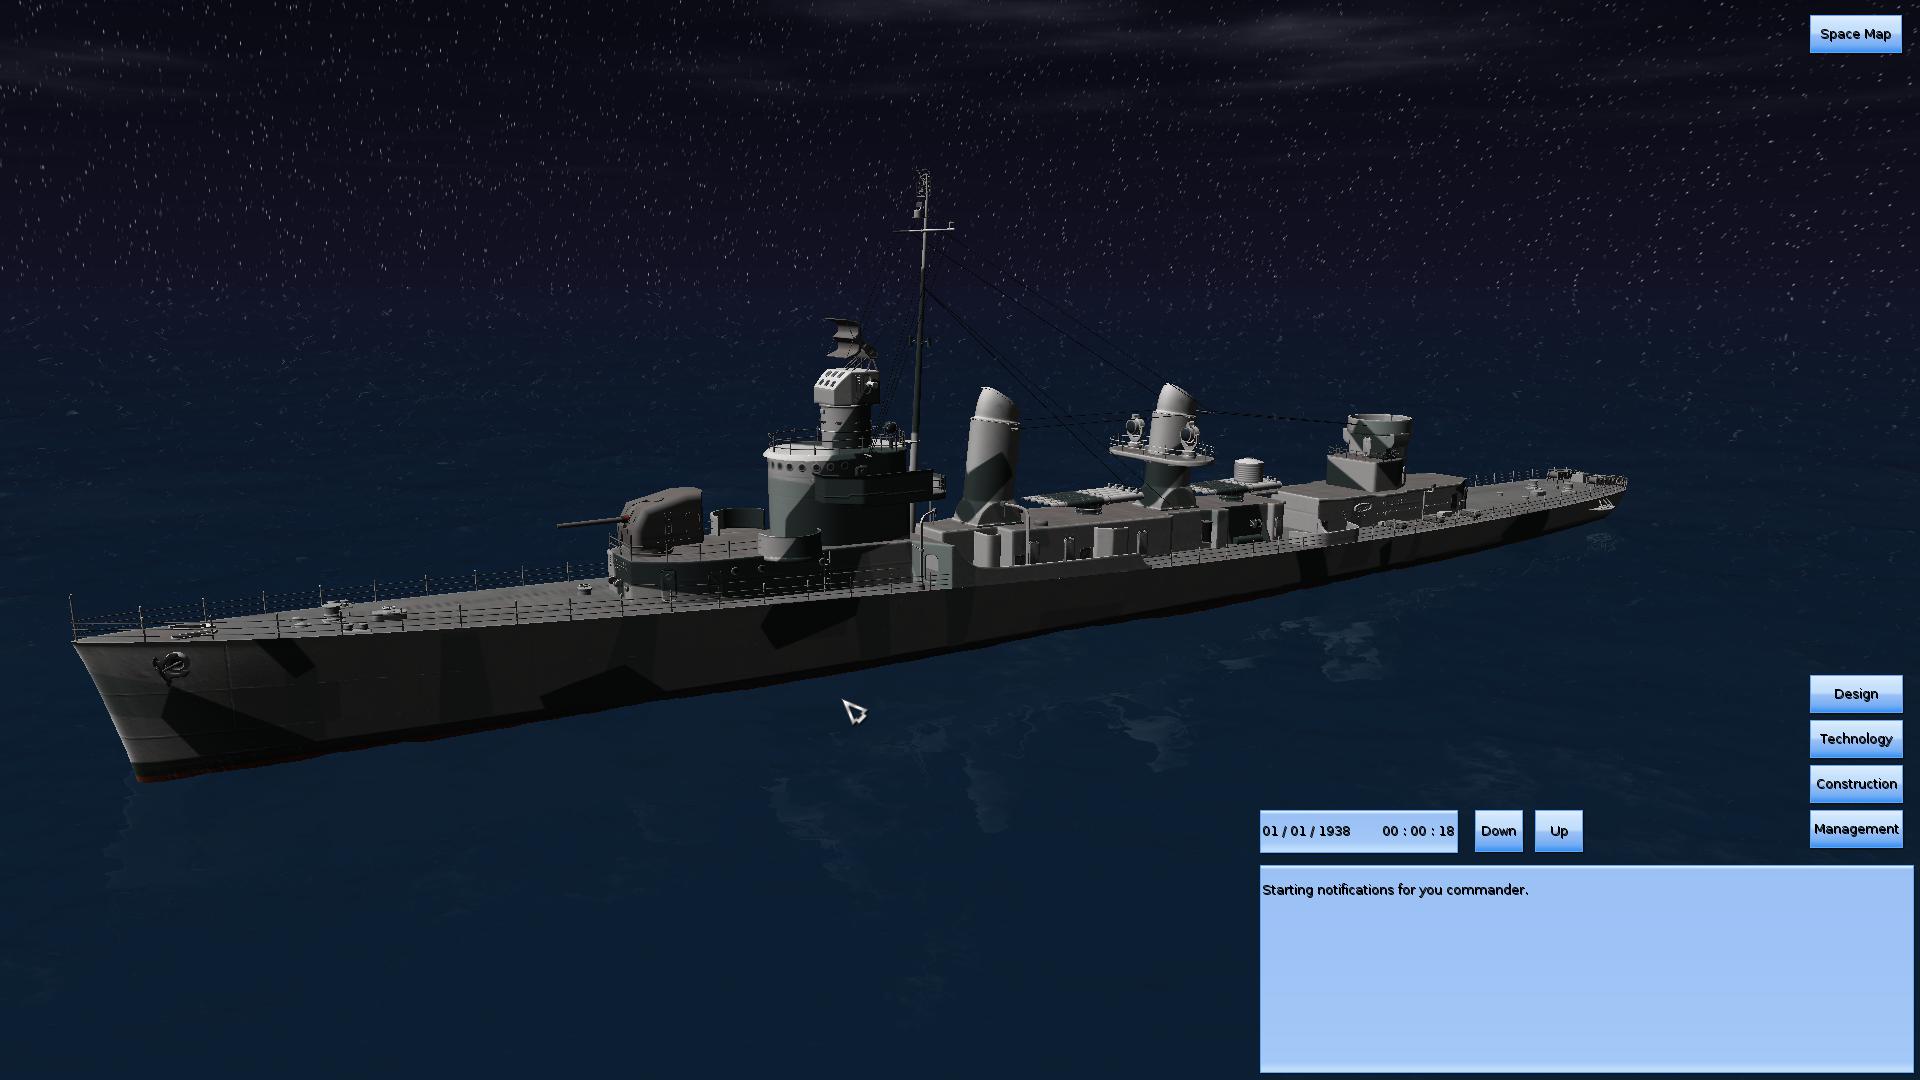 Space Map
Design
Technology
Construction
Management
01 / 01 / 1938 00 : 00 : 18
Down
Up
Starting notifications for you commander.